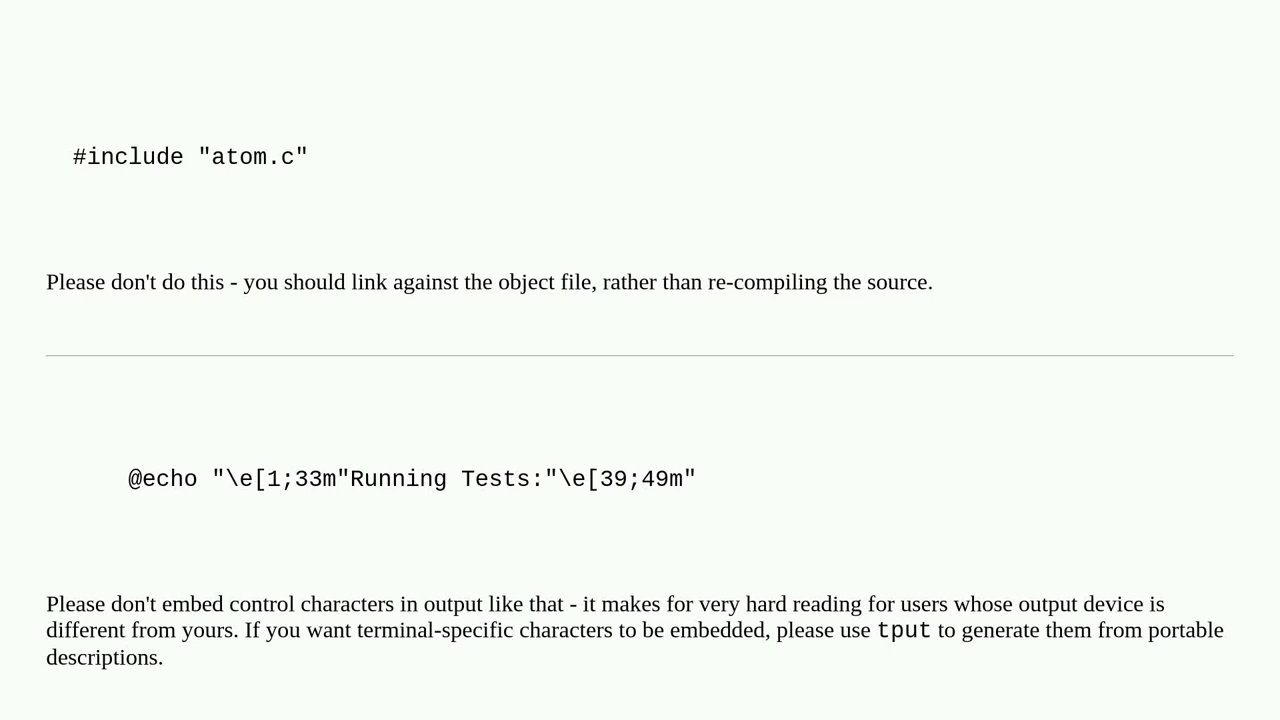 #include "atom.c"
Please don't do this - you should link against the object file, rather than re-compiling the source.
@echo "\e[1;33m"Running Tests:"\e[39;49m"
Please don't embed control characters in output like that - it makes for very hard reading for users whose output device is
different from yours. If you want terminal-specific characters to be embedded, please use tput to generate them from portable
descriptions.